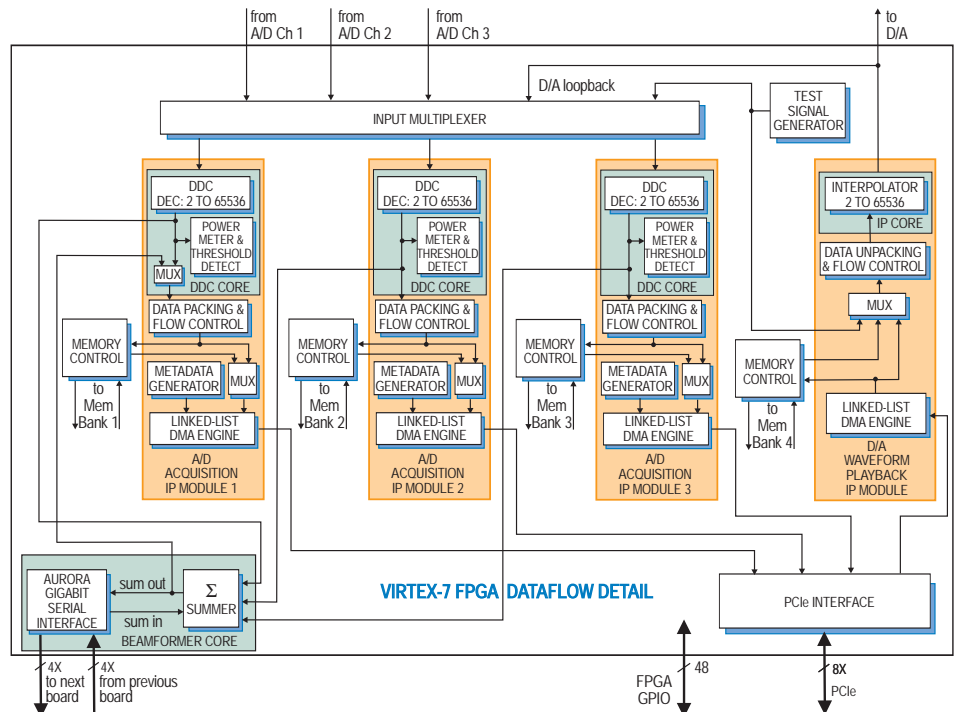 from
A/D Ch 1
from
A/D Ch 2
from
A/D Ch 3
to
D/A
D/A loopback
INPUT MULTIPLEXER
TEST
SIGNAL
GENERATOR
DDC
DEC: 2 TO 65536
POWER
METER &
THRESHOLD
DETECT
MUX
DDC CORE
DATA PACKING &
FLOW CONTROL
MEMORY
CONTROL
METADATA
GENERATOR
MUX
to
Mem
Bank 1
LINKED-LIST
DMA ENGINE
A/D
ACQUISITION
IP MODULE 1
DDC
DEC: 2 TO 65536
POWER
METER &
THRESHOLD
DETECT
DDC CORE
DATA PACKING &
FLOW CONTROL
MEMORY
CONTROL
METADATA
GENERATOR
MUX
to
Mem
Bank 2
LINKED-LIST
DMA ENGINE
A/D
ACQUISITION
IP MODULE 2
DDC
DEC: 2 TO 65536
POWER
METER &
THRESHOLD
DETECT
DDC CORE
DATA PACKING &
FLOW CONTROL
MEMORY
CONTROL
METADATA
GENERATOR
MUX
to
Mem
Bank 3
LINKED-LIST
DMA ENGINE
A/D
ACQUISITION
IP MODULE 3
INTERPOLATOR
2 TO 65536
IP CORE
DATA UNPACKING
& FLOW CONTROL
MUX
MEMORY
CONTROL
to
Mem
Bank 4
LINKED-LIST
DMA ENGINE
D/A
WAVEFORM
PLAYBACK
IP MODULE
AURORA
GIGABIT
SERIAL
INTERFACE
sum out
sum in
Σ
SUMMER
BEAMFORMER CORE
VIRTEX-7 FPGA DATAFLOW DETAIL
PCIe INTERFACE
4X
to next
board
4X
from previous
board
48
FPGA
GPIO
8X
PCIe